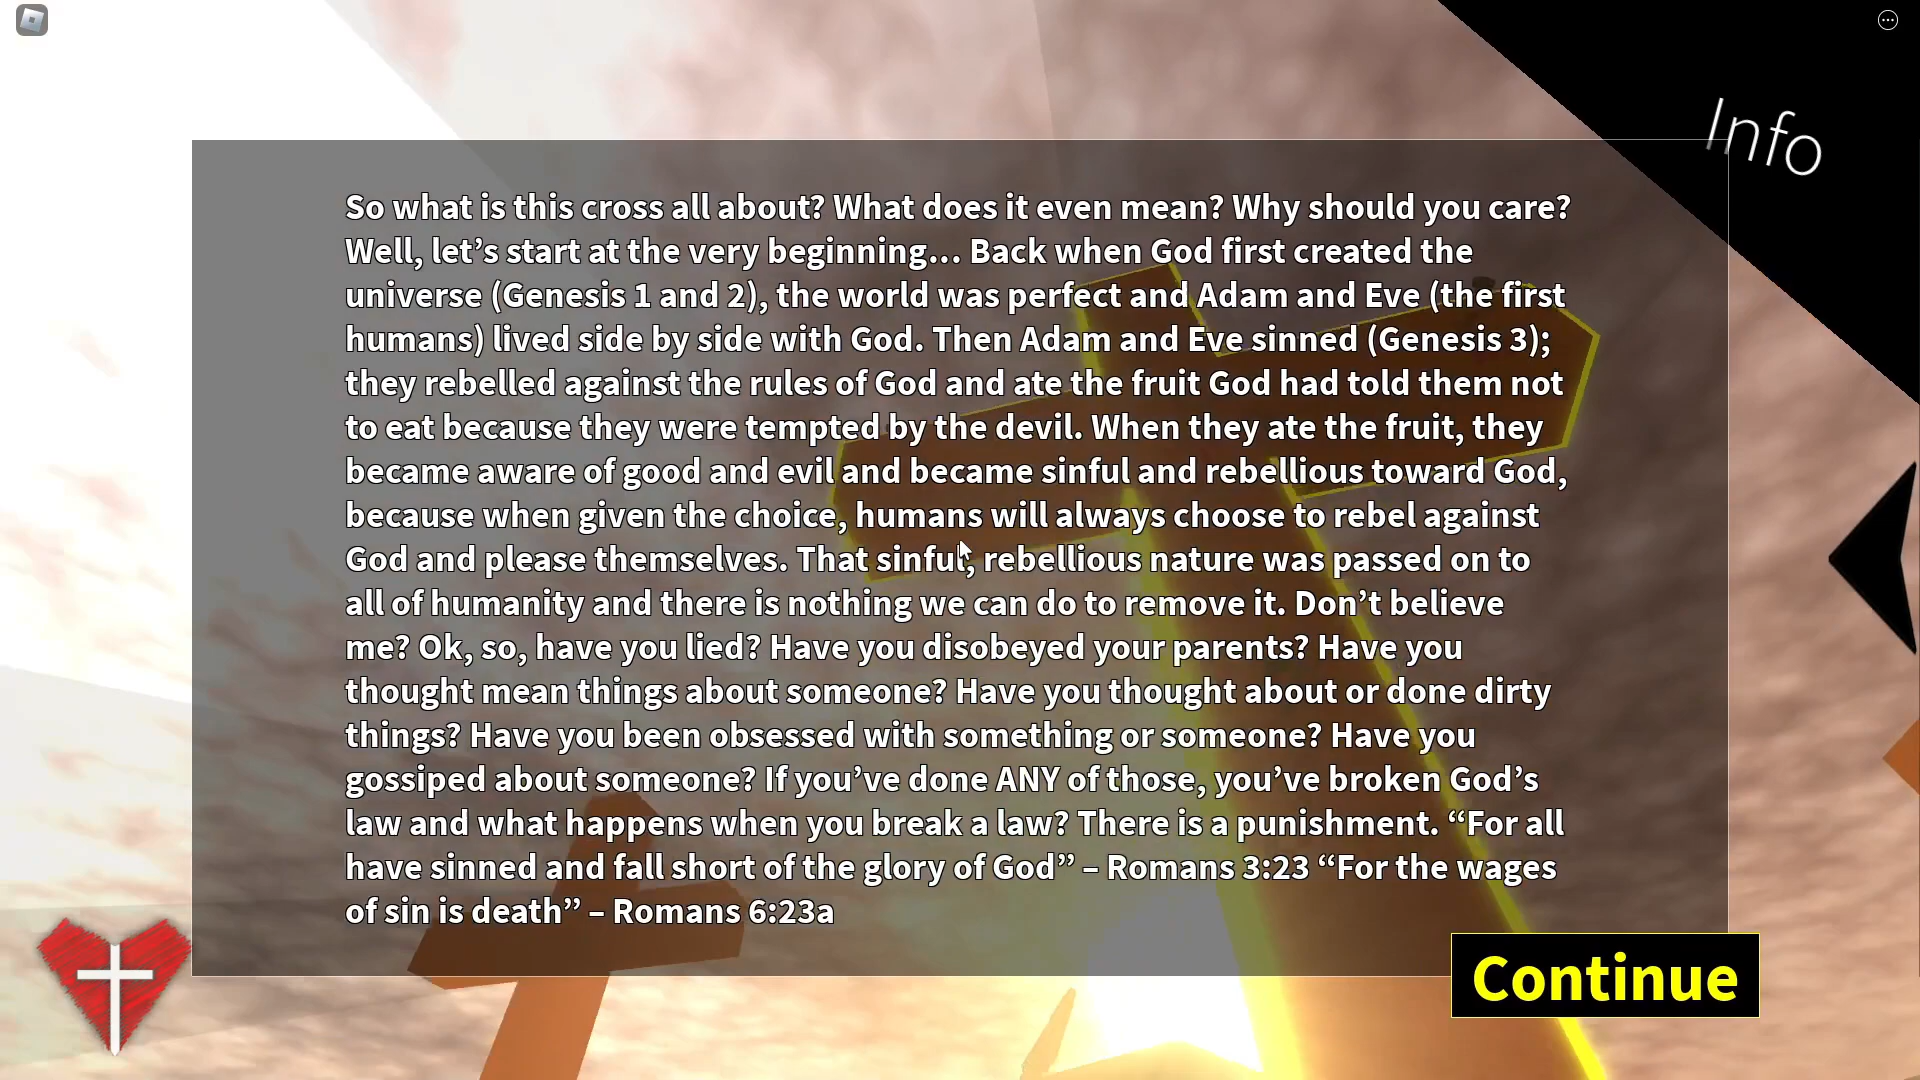 Info
So what is this cross all about? What does it even mean? Why should you care?
Well, let’s start at the very beginning... Back when God first created the
universe (Genesis 1 and 2), the world was perfect and Adam and Eve (the first
humans) lived side by side with God. Then Adam and Eve sinned (Genesis 3);
they rebelled against the rules of God and ate the fruit God had told them not
to eat because they were tempted by the devil. When they ate the fruit, they
became aware of good and evil and became sinful and rebellious toward God,
because when given the choice, humans will always choose to rebel against
God and please themselves. That sinful, rebellious nature was passed on to
all of humanity and there is nothing we can do to remove it. Don’t believe
me? Ok, so, have you lied? Have you disobeyed your parents? Have you
thought mean things about someone? Have you thought about or done dirty
things? Have you been obsessed with something or someone? Have you
gossiped about someone? If you’ve done ANY of those, you’ve broken God’s
law and what happens when you break a law? There is a punishment. “For all
have sinned and fall short of the glory of God” – Romans 3:23 “For the wages
of sin is death” – Romans 6:23a
Continue